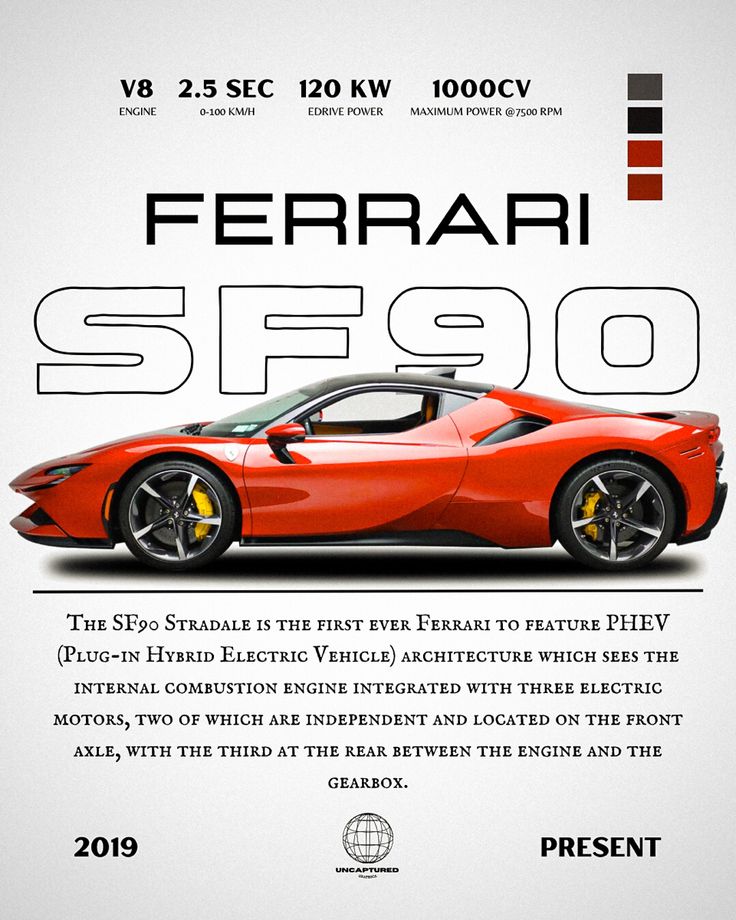 V8 2.5 SEC 120 KW 1000CV
ENGINE 0-100 KM/H EDRIVE POWER MAXIMUM POWER @7500 RPM
FERRARI
SF90
The SF90 Stradale is the first ever Ferrari to feature PHEV
(Plug-in Hybrid Electric Vehicle) architecture which sees the
internal combustion engine integrated with three electric
motors, two of which are independent and located on the front
axle, with the third at the rear between the engine and the
gearbox.
2019 PRESENT
UNCAPTURED
GRAPHICS